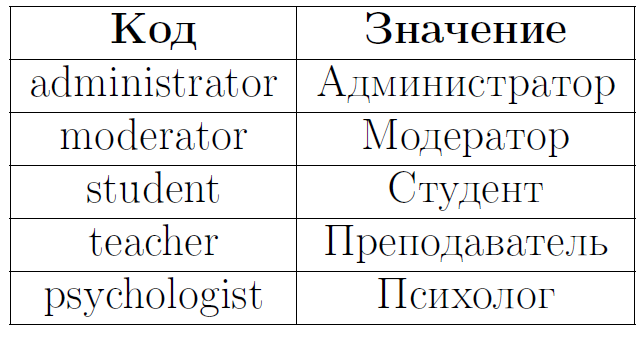 Код Значение
administrator Администратор
moderator Модератор
student Студент
teacher Преподаватель
psychologist Психолог